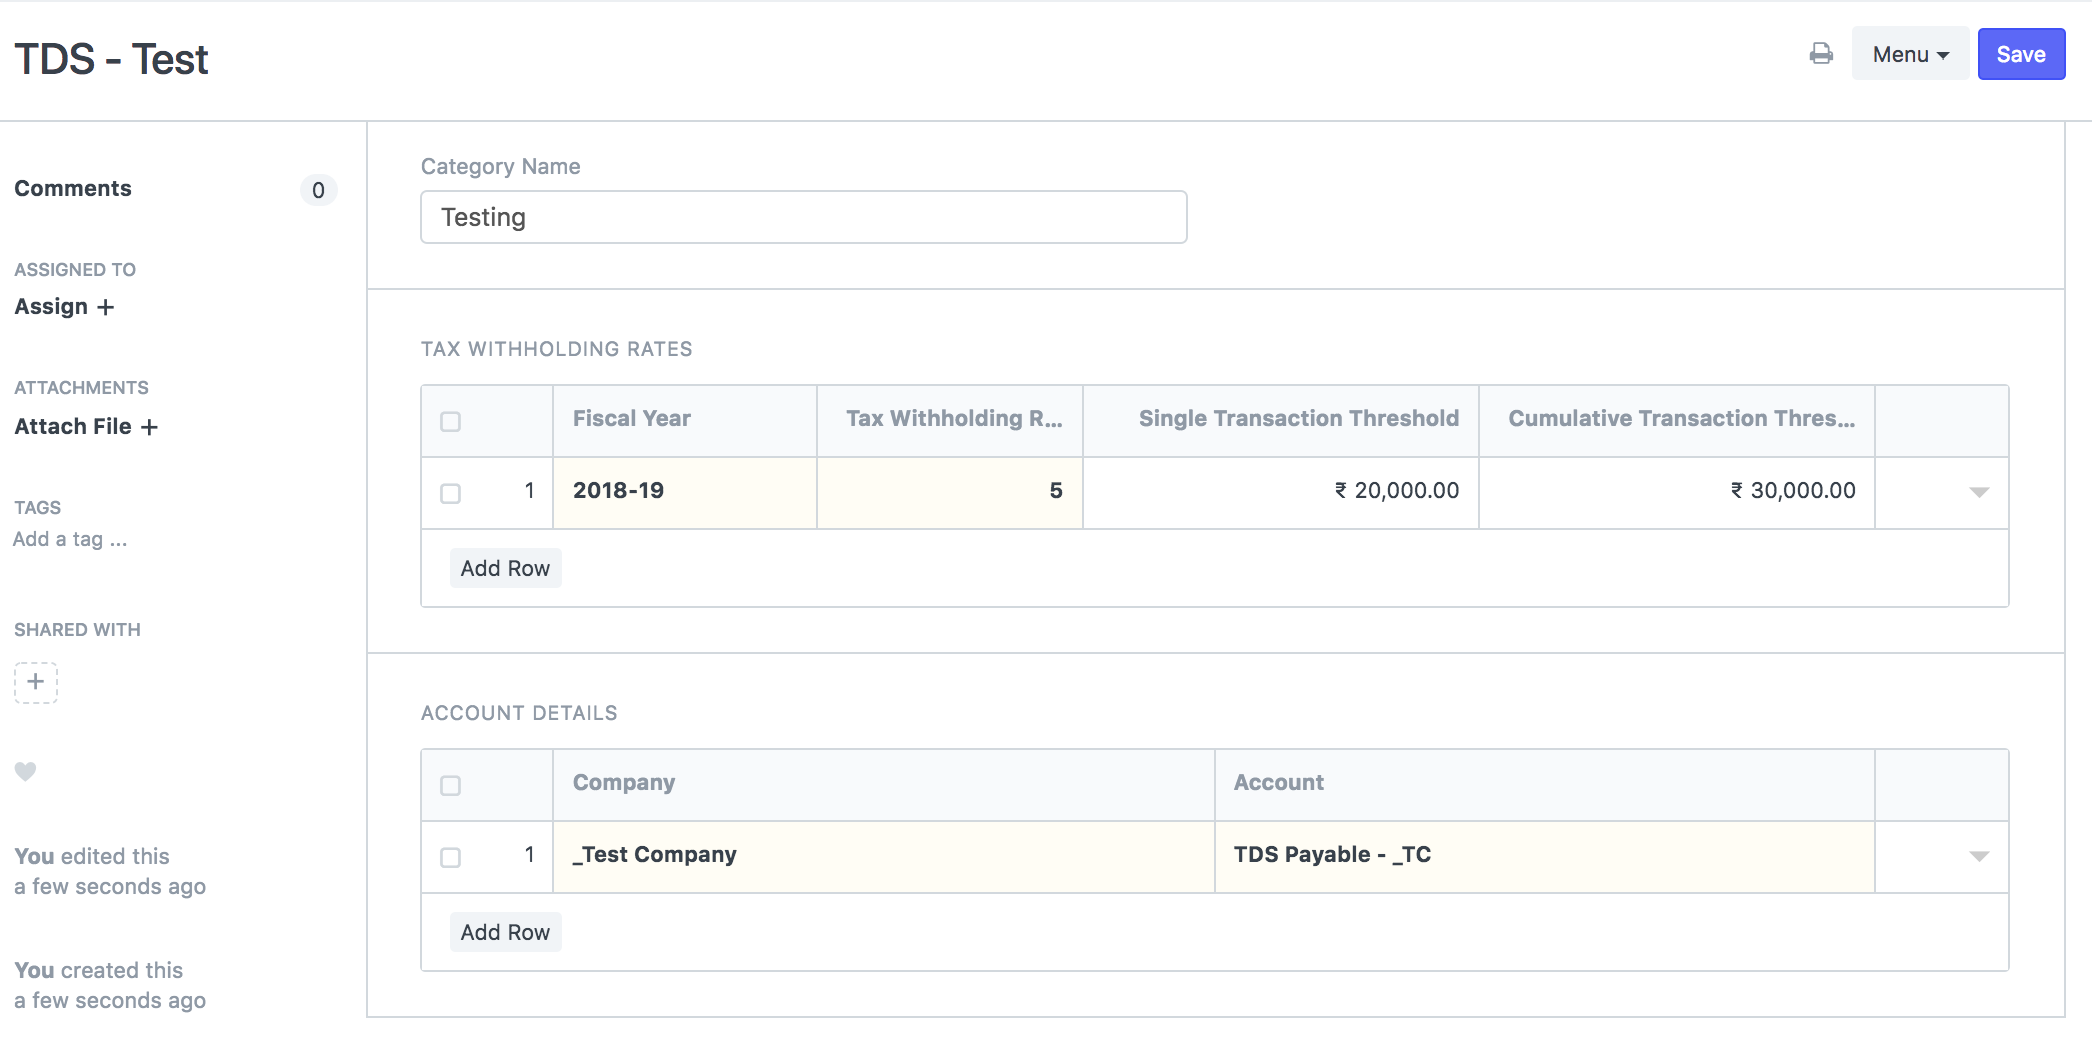 TDS - Test
Menu
Save
Comments
0
ASSIGNED TO
Assign +
ATTACHMENTS
Attach File +
TAGS
Add a tag ...
SHARED WITH
+
You edited this
a few seconds ago
You created this
a few seconds ago
Category Name
Testing
TAX WITHHOLDING RATES
Fiscal Year Tax Withholding R... Single Transaction Threshold Cumulative Transaction Thres...
1 2018-19 5 ₹ 20,000.00 ₹ 30,000.00
Add Row
ACCOUNT DETAILS
Company Account
1 _Test Company TDS Payable - _TC
Add Row